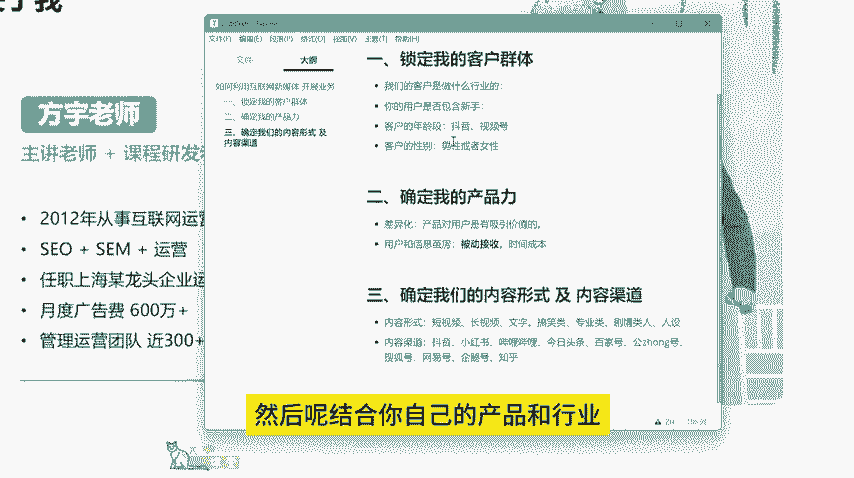 方宇老师
主讲老师 + 课程研发
2012年从事互联网运营
SEO + SEM + 运营
任职上海某龙头企业运
月度广告费 600万+
管理运营团队 近300+
文件(F) 编辑(E) 段落(P) 格式(O) 视图(V) 主题(T) 帮助(H)
文件 大纲
如何利用互联网新媒体 开展业务
一、锁定我的客户群体
二、确定我的产品力
三、确定我们的内容形式 及
内容渠道
一、锁定我的客户群体
我们的客户是做什么行业的：
你的用户是否包含新手：
客户的年龄段：抖音、视频号
客户的性别：男性或者女性
二、确定我的产品力
差异化：产品对用户是有吸引价值的。
用户和信息茧房：被动接收，时间成本
三、确定我们的内容形式 及 内容渠道
内容形式：短视频、长视频、文字。搞笑类、专业类、剧情类人、人设
内容渠道：抖音、小红书、哔哩哔哩、今日头条、百家号、公zhong号、
搜狐号、网易号、企鹅号、知乎
然后呢结合你自己的产品和行业